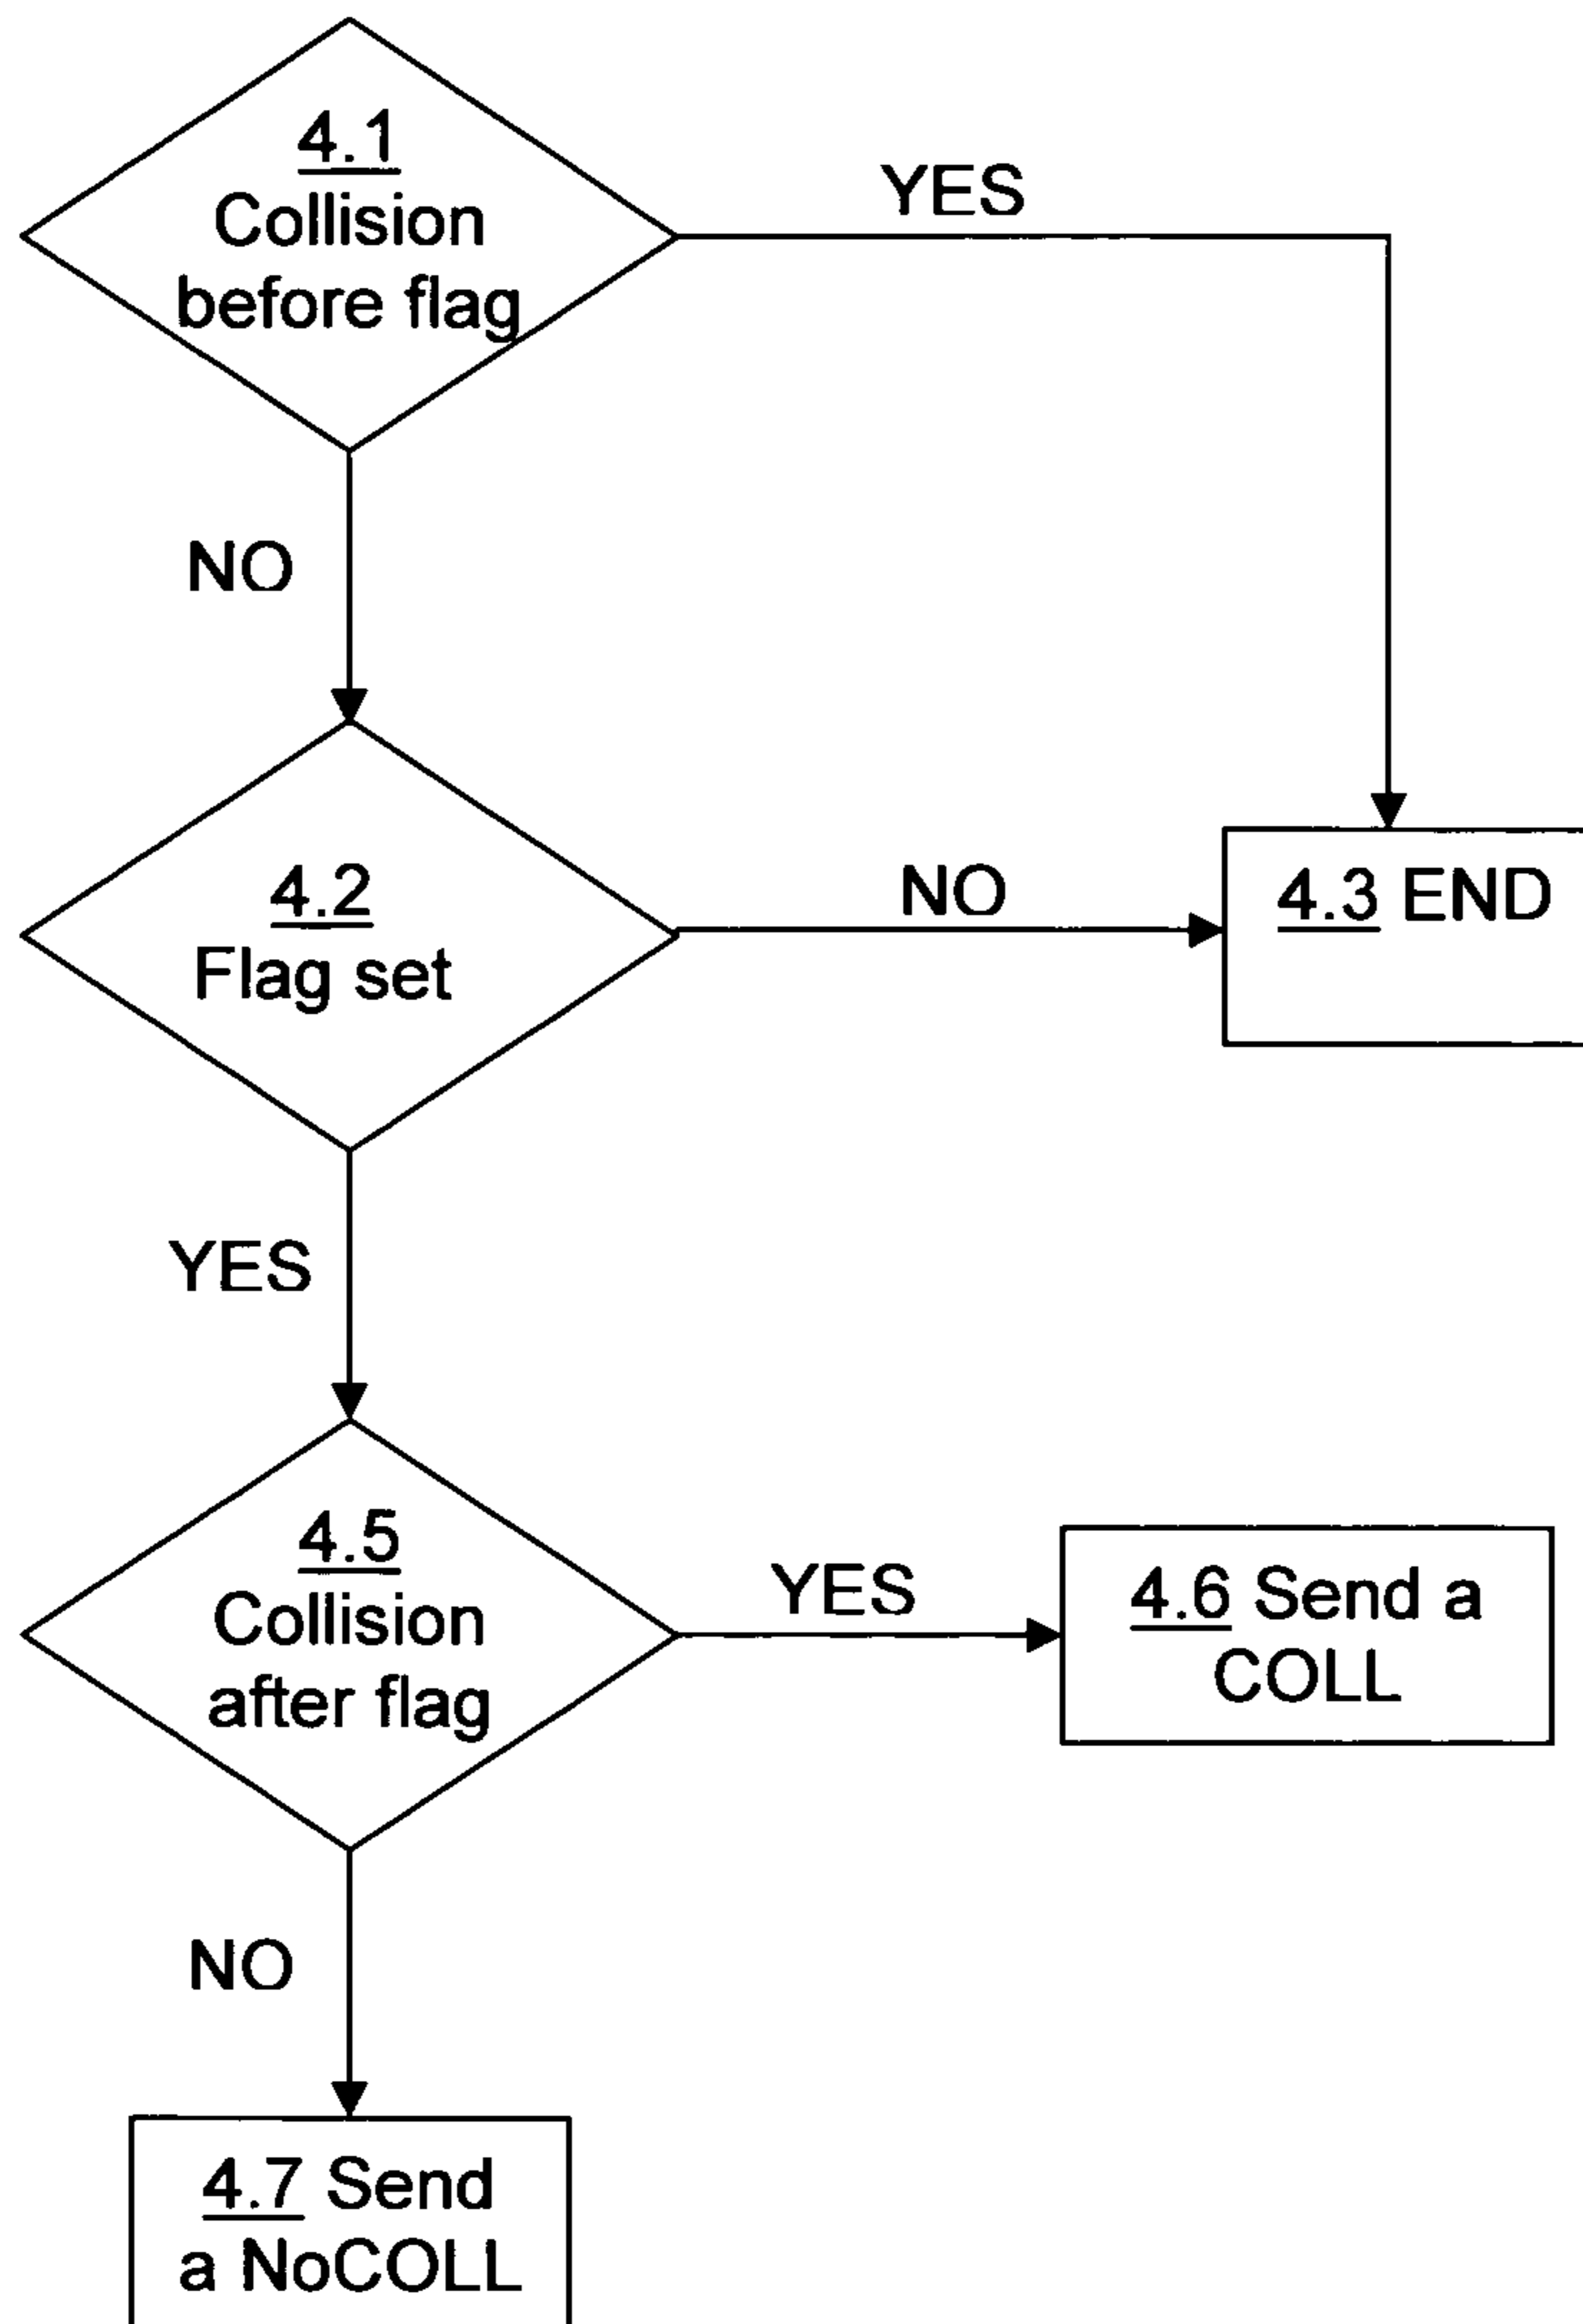 4.1
Collision
before flag
YES
NO
4.2
Flag set
NO
4.3 END
YES
4.5
Collision
after flag
YES
4.6 Send a
COLL
NO
4.7 Send
a NoCOLL